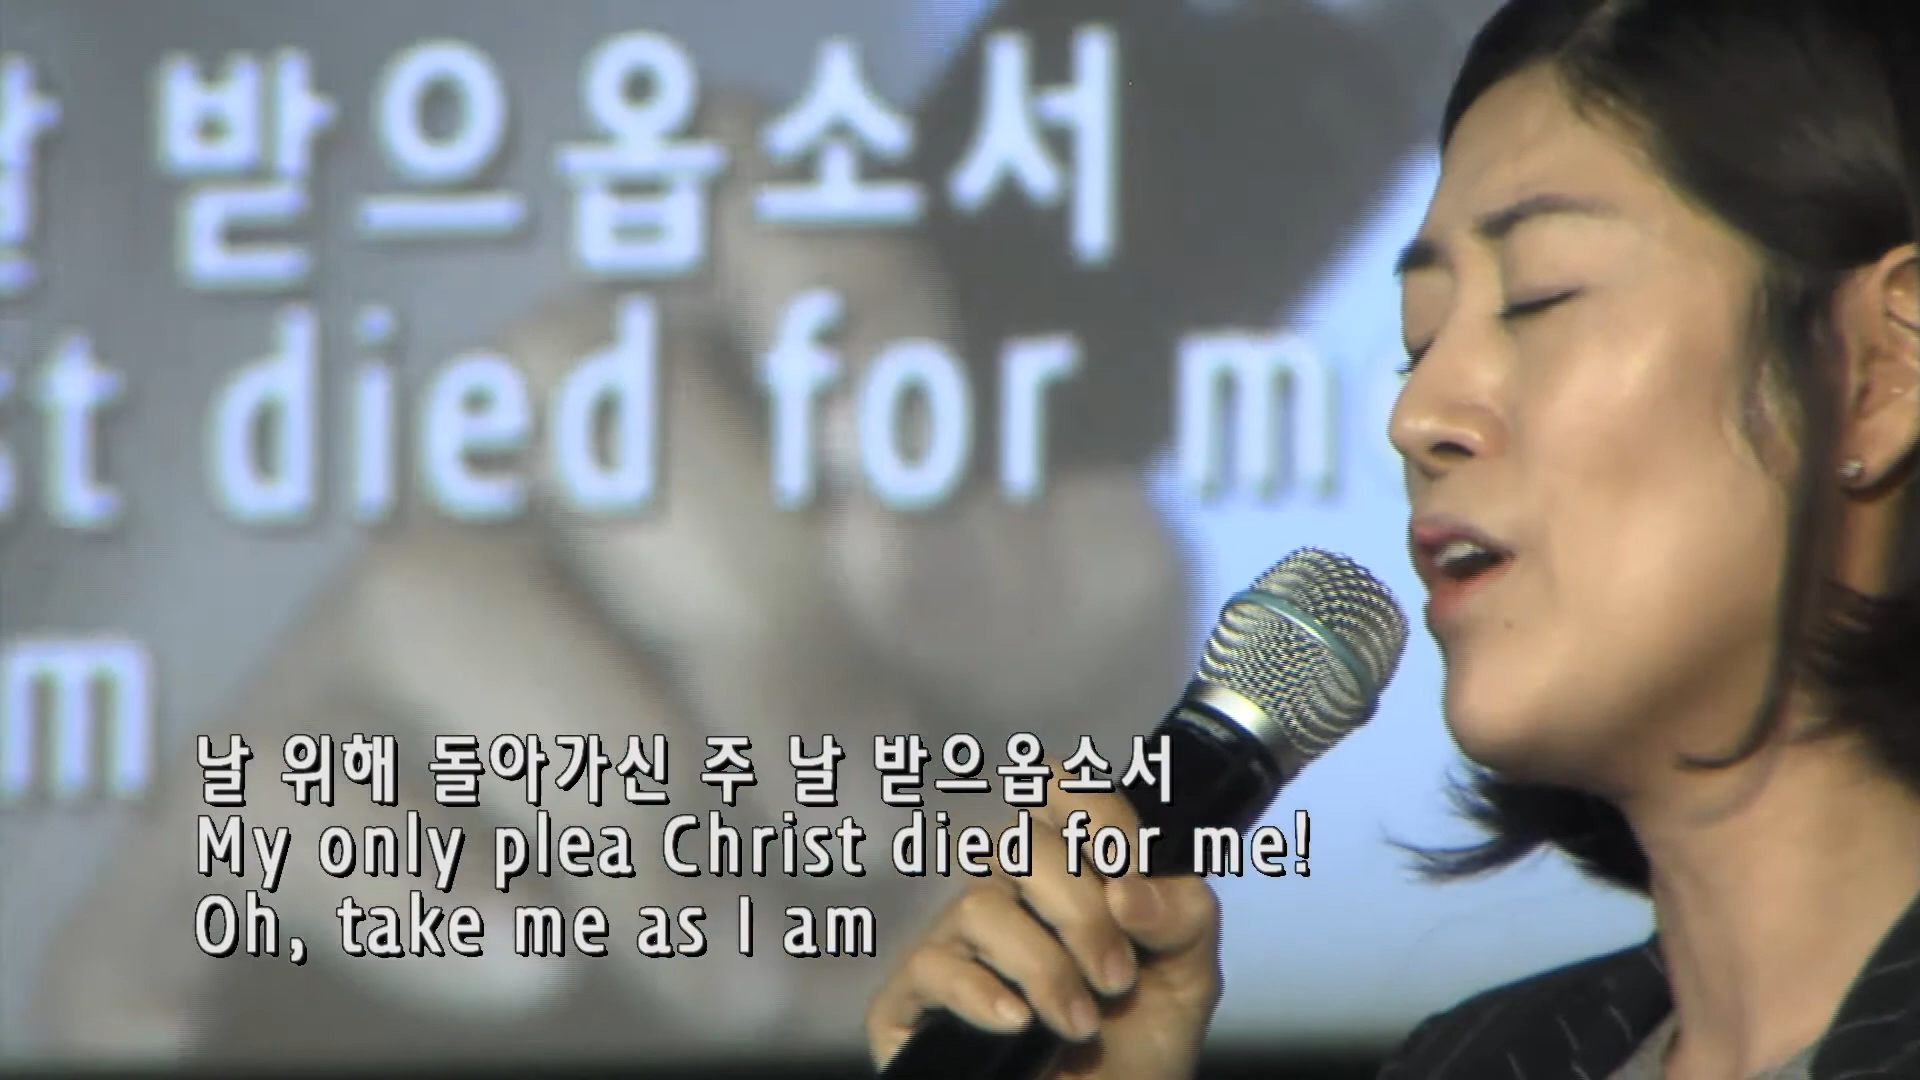 받으옵소서
died for
날 위해 돌아가신 주 날 받으옵소서
My only plea Christ died for me!
Oh, take me as I am